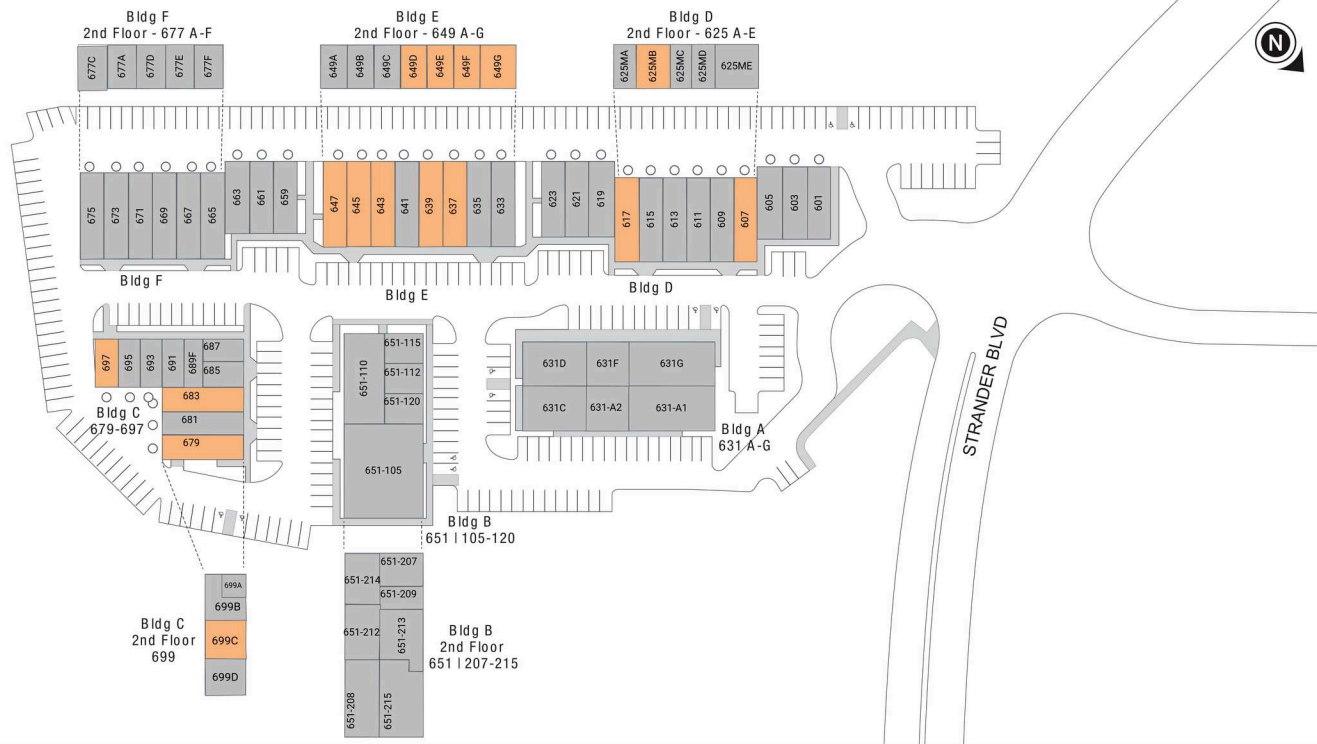 Bldg F
2nd Floor - 677 A-F
Bldg E
2nd Floor - 649 A-G
Bldg D
2nd Floor - 625 A-E
N
677C
677A
677D
677E
677F
649A
649B
649C
649D
649E
649F
649G
625MA
625MB
625MC
625MD
625ME
675
673
671
669
667
665
663
661
659
647
645
643
641
639
637
635
633
623
621
619
617
615
613
611
609
607
605
603
601
Bldg F
Bldg E
Bldg D
697
695
693
691
689F
687
685
683
681
679
Bldg C
679-697
651-110
651-115
651-112
651-120
651-105
Bldg B
651 | 105-120
631D
631F
631G
631C
631-A2
631-A1
Bldg A
631 A-G
STRANDER BLVD
699A
699B
699C
699D
Bldg C
2nd Floor
699
651-214
651-207
651-209
651-212
651-213
651-208
651-215
Bldg B
2nd Floor
651 | 207-215